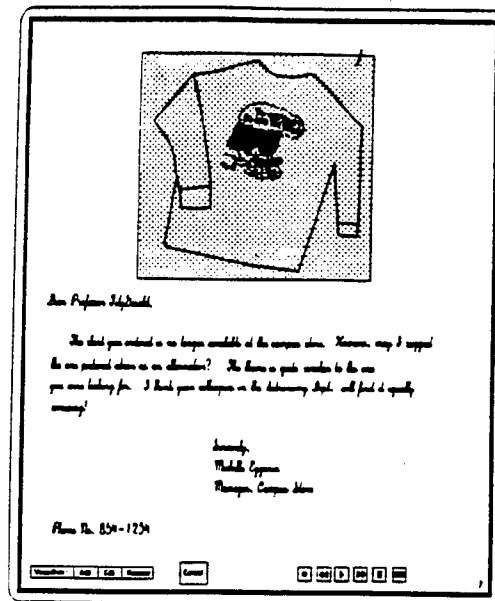 Dear Professor FitzDonald,
The shirt you ordered is no longer available at the campus store. However, may I suggest
the one pictured above as an alternative? The theme is quite similar to the one
you were looking for. I think your colleagues in the Astronomy Dept. will find it equally
amusing!
Sincerely,
Michelle
Manager, Campus Store
Phone No. 854-1234
Cancel